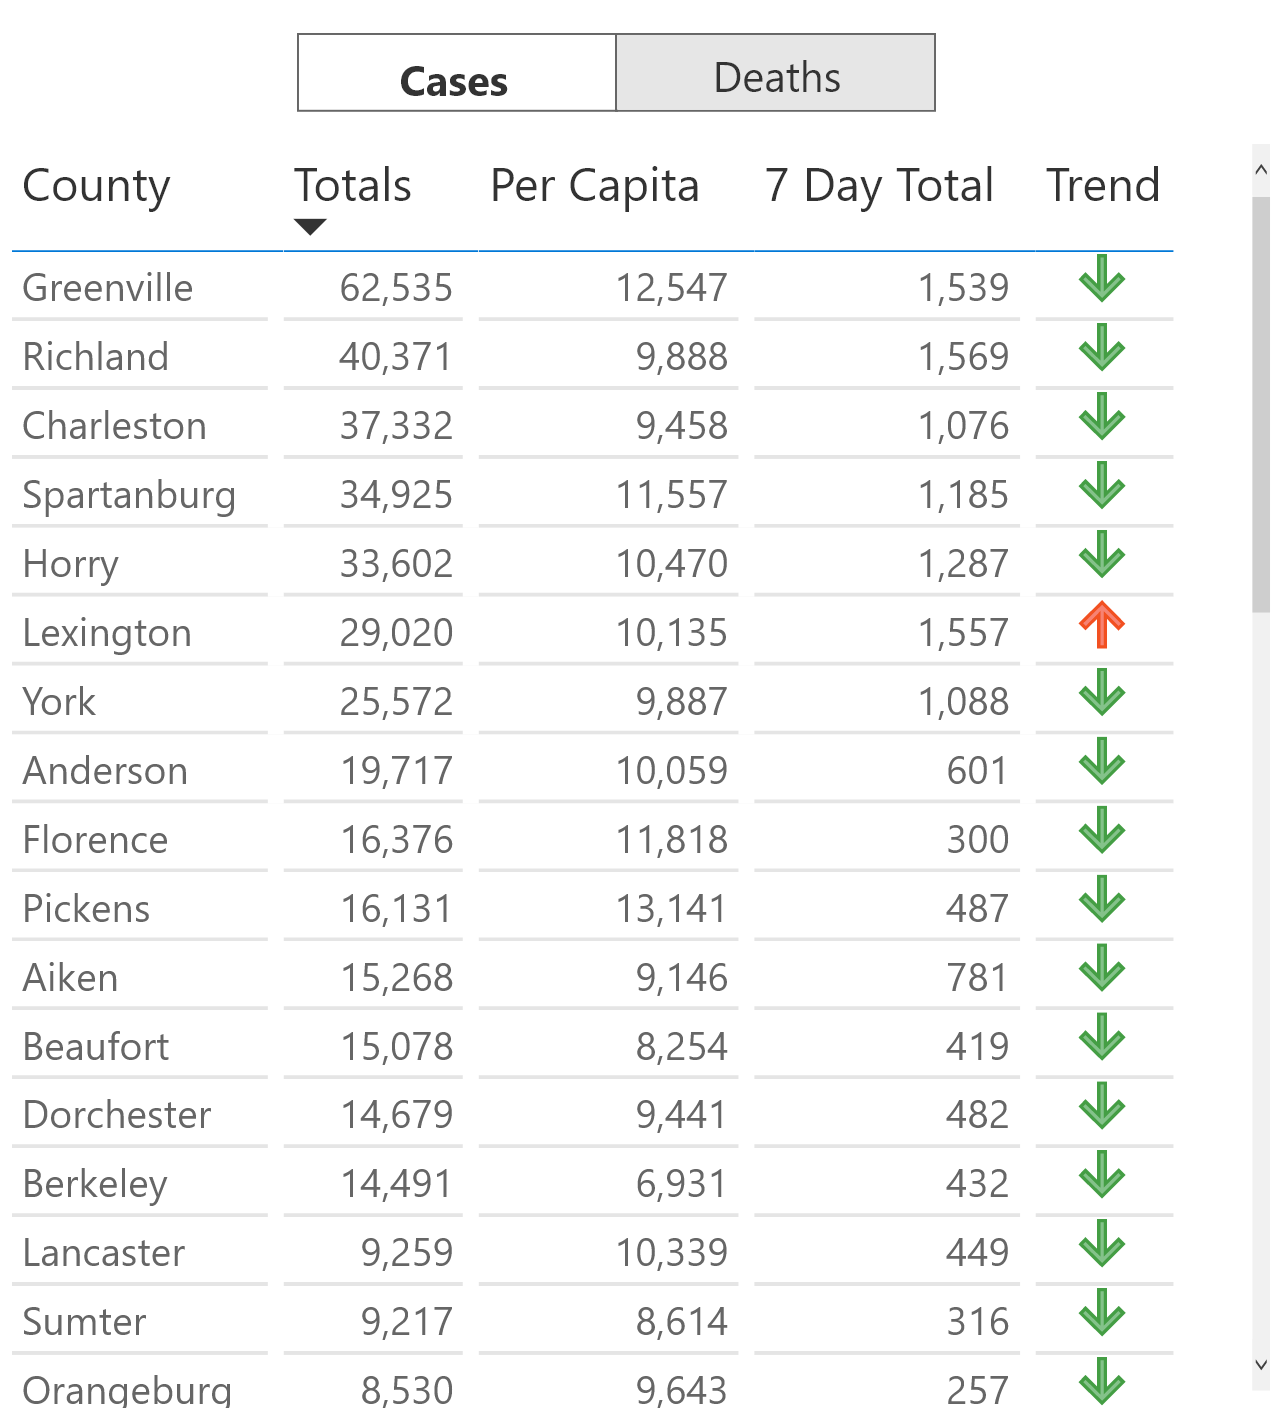 Cases Deaths
County Totals Per Capita 7 Day Total Trend
Greenville 62,535 12,547 1,539
Richland 40,371 9,888 1,569
Charleston 37,332 9,458 1,076
Spartanburg 34,925 11,557 1,185
Horry 33,602 10,470 1,287
Lexington 29,020 10,135 1,557
York 25,572 9,887 1,088
Anderson 19,717 10,059 601
Florence 16,376 11,818 300
Pickens 16,131 13,141 487
Aiken 15,268 9,146 781
Beaufort 15,078 8,254 419
Dorchester 14,679 9,441 482
Berkeley 14,491 6,931 432
Lancaster 9,259 10,339 449
Sumter 9,217 8,614 316
Orangeburg 8,530 9,643 257